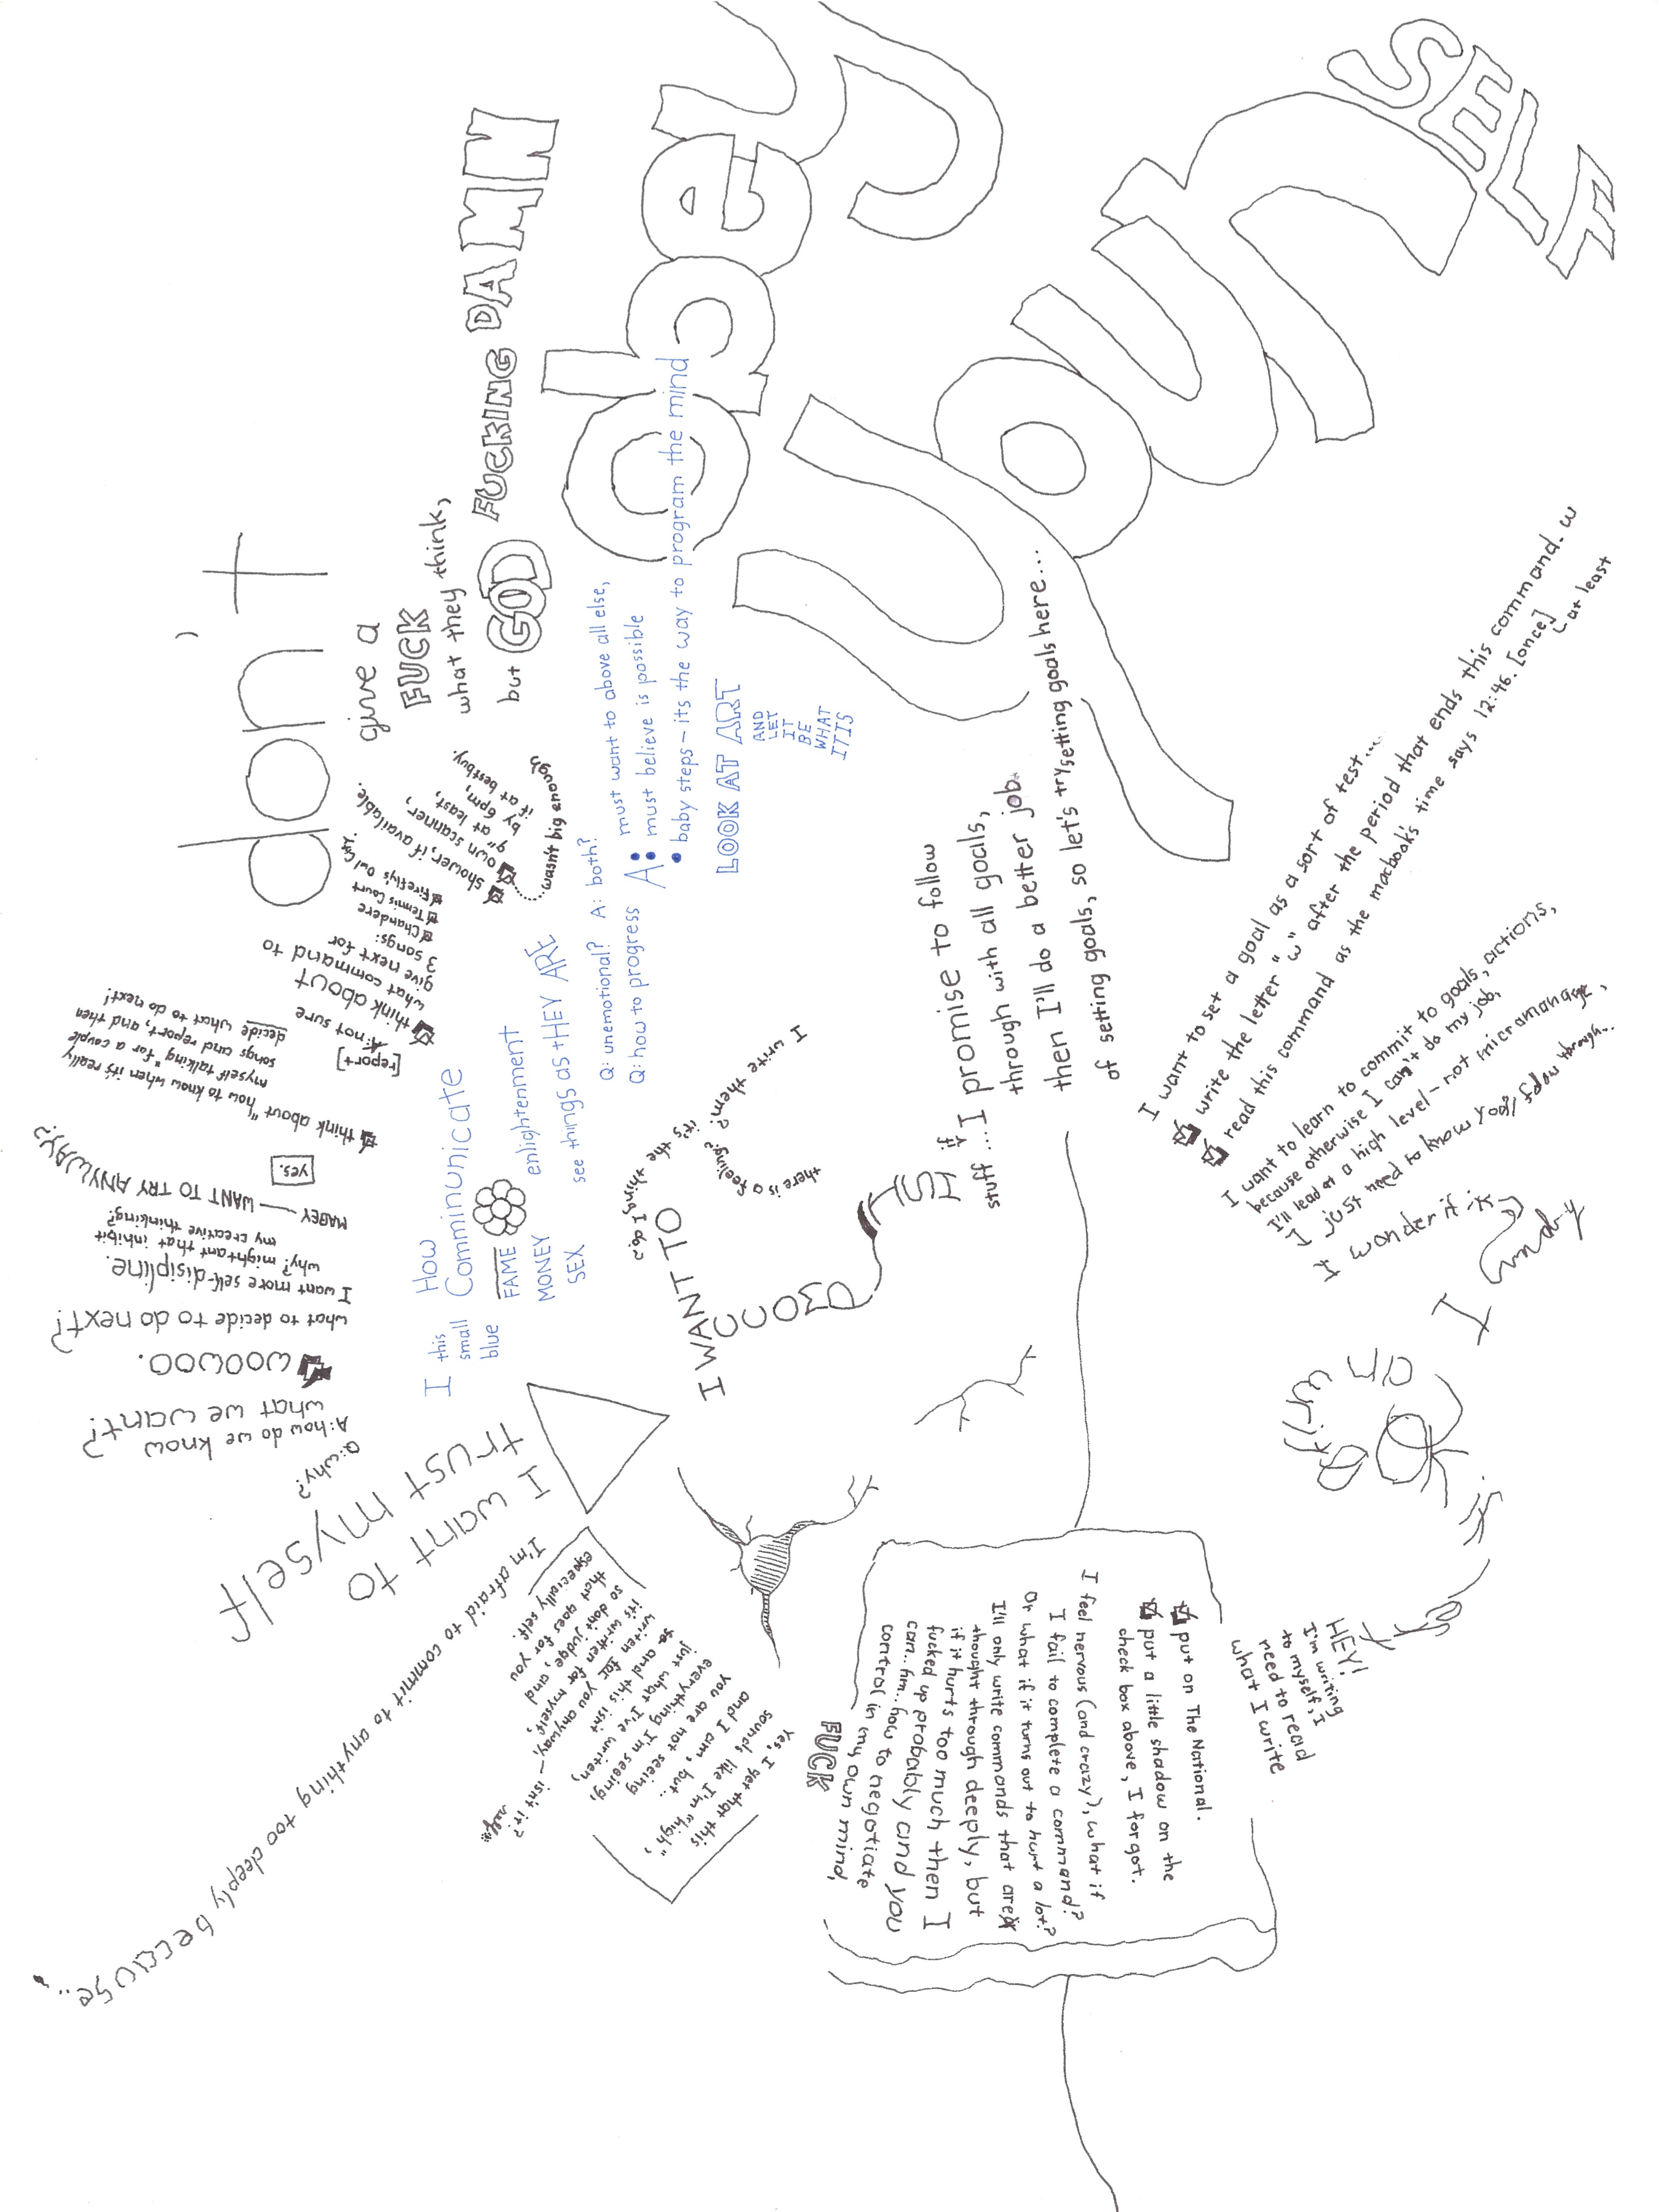 don't
give a
FUCK
what they think,
but GOD FUCKING DAMN
Obey
your
SELF
I want to set a goal as a sort of test...
write the letter "w" after the period that ends this command. w
read this command as the macbook's time says 12:46. [once]
at least
I want to learn to commit to goals, actions,
because otherwise I can't do my job,
I'll lead at a high level - not micromanage,
I just need to know you'll follow through...
I wonder if it's
I
on
writing
HEY!
I'm writing
to myself, I
need to read
what I write
put on The National.
put a little shadow on the
check box above, I forgot.
I feel nervous (and crazy), what if
I fail to complete a command?
Or what if it turns out to hurt a lot?
I'll only write commands that are
thought through deeply, but
if it hurts too much then I
fucked up probably and you
can.. hm.. how to negotiate
control in my own mind,
FUCK
I promise to follow
through with all goals,
then I'll do a better job
of setting goals, so let's try setting goals here...
I WANT TO
stuff ...
I write them?
it's the thing I do?
there is a feeling?
must want to above all else,
A: must believe is possible
baby steps - its the way to program the mind
LOOK AT ART
AND
LET
IT
BE
WHAT
IT IS
Q: unemotional? A: both?
Q: how to progress
I this
small
blue
How
Comminunicate
FAME
MONEY
SEX
enlightenment
see things as THEY ARE
shower, if available.
own scanner,
at least,
by 6pm,
if at bestbuy.
wasn't big enough
think about
what command to
give next for
3 songs:
Chandere
Tennis Court
Firefly's Owl City
A: not sure
[report]
think about "how to know when it's really
myself talking" for a couple
songs and report, and then
decide what to do next!
MABEY - WANT TO TRY ANYWAY?
yes.
I want more self-disipline.
why? mightant that inhibit
my creative thinking?
what to decide to do next!
woowoo.
A: how do we know
what we want!?
Q: why?
I want to
trust myself
I'm afraid to commit to anything too deeply because...
Yes, I get that this
sounds like I'm "high",
and I am, but..
you are not seeing
everything I'm seeing,
just what I've written,
and this isn't
written for you anyway, - isn't it?
it's written for myself,
so don't judge, and
that goes for you
especially self.